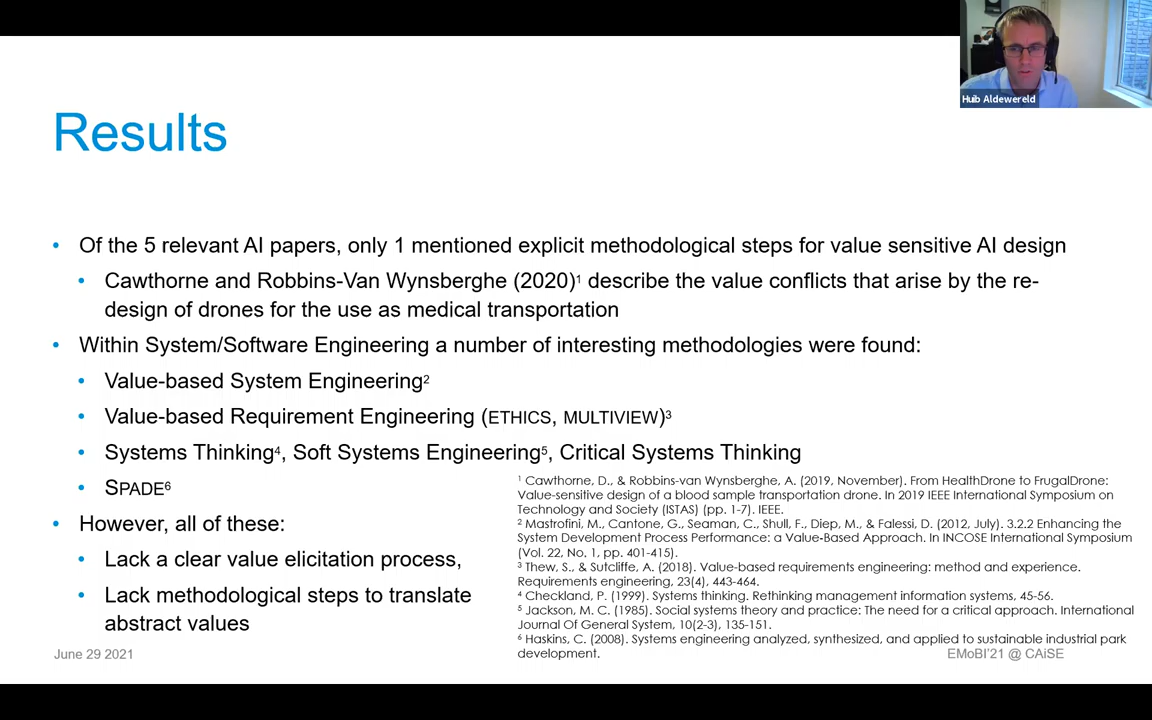 Huib Aldewereld
Results
• Of the 5 relevant AI papers, only 1 mentioned explicit methodological steps for value sensitive AI design
• Cawthorne and Robbins-Van Wynsberghe (2020)¹ describe the value conflicts that arise by the re-
design of drones for the use as medical transportation
• Within System/Software Engineering a number of interesting methodologies were found:
• Value-based System Engineering²
• Value-based Requirement Engineering (ETHICS, MULTIVIEW)³
• Systems Thinking⁴, Soft Systems Engineering⁵, Critical Systems Thinking
• SPADE⁶
• However, all of these:
• Lack a clear value elicitation process,
• Lack methodological steps to translate
abstract values
¹ Cawthorne, D., & Robbins-van Wynsberghe, A. (2019, November). From HealthDrone to FrugalDrone:
Value-sensitive design of a blood sample transportation drone. In 2019 IEEE International Symposium on
Technology and Society (ISTAS) (pp. 1-7). IEEE.
² Mastrofini, M., Cantone, G., Seaman, C., Shull, F., Diep, M., & Falessi, D. (2012, July). 3.2.2 Enhancing the
System Development Process Performance: a Value-Based Approach. In INCOSE International Symposium
(Vol. 22, No. 1, pp. 401-415).
³ Thew, S., & Sutcliffe, A. (2018). Value-based requirements engineering: method and experience.
Requirements engineering, 23(4), 443-464.
⁴ Checkland, P. (1999). Systems thinking. Rethinking management information systems, 45-56.
⁵ Jackson, M. C. (1985). Social systems theory and practice: The need for a critical approach. International
Journal Of General System, 10(2-3), 135-151.
⁶ Haskins, C. (2008). Systems engineering analyzed, synthesized, and applied to sustainable industrial park
development.
June 29 2021
EMoBI'21 @ CAiSE